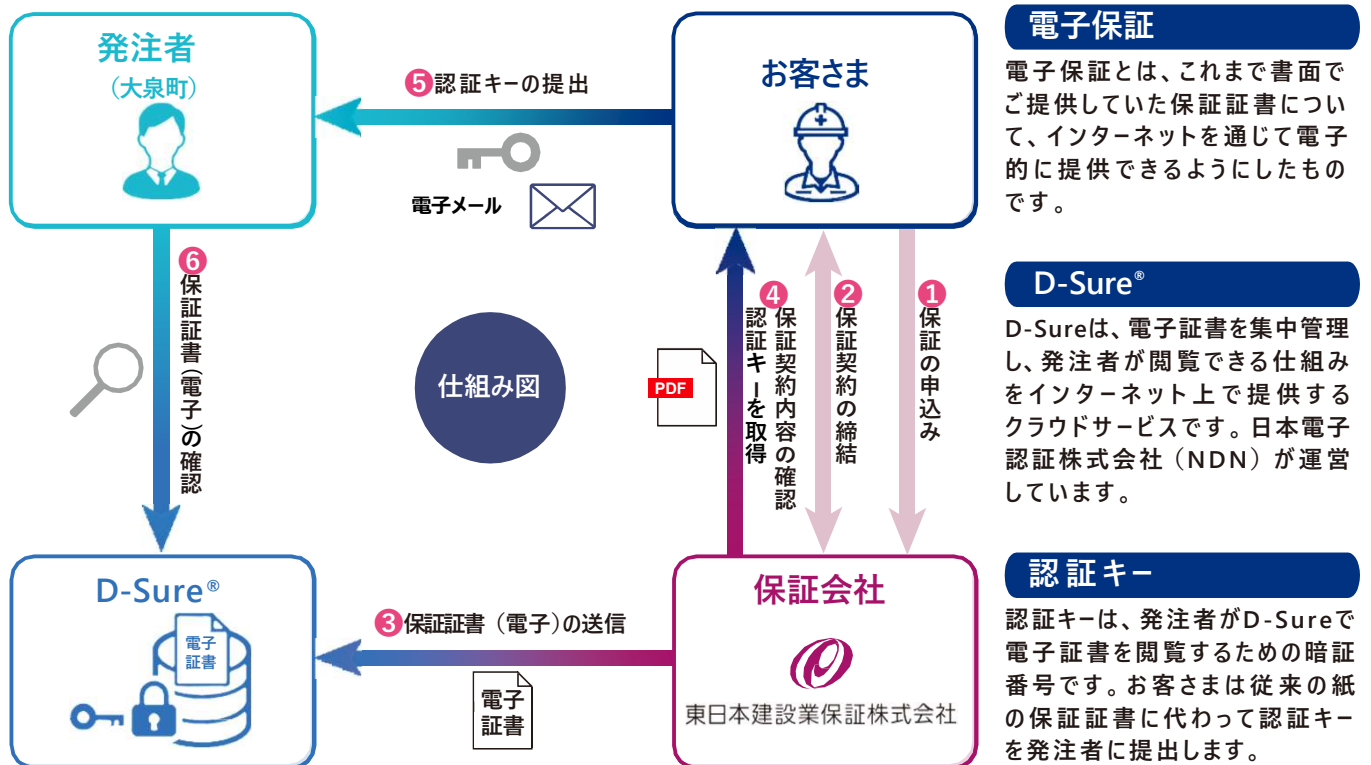 発注者
（大泉町）
❺認証キーの提出
電子メール
お客さま
❻保証証書（電子）の確認
仕組み図
PDF
❹保証契約内容の確認
認証キーを取得
❷保証契約の締結
❶保証の申込み
D-Sure®
電子
証書
❸保証証書（電子）の送信
電子
証書
保証会社
東日本建設業保証株式会社
電子保証
電子保証とは、これまで書面で
ご提供していた保証証書につい
て、インターネットを通じて電子
的に提供できるようにしたもの
です。
D-Sure®
D-Sureは、電子証書を集中管理
し、発注者が閲覧できる仕組み
をインターネット上で提供する
クラウドサービスです。日本電子
認証株式会社（NDN）が運営
しています。
認証キー
認証キーは、発注者がD-Sureで
電子証書を閲覧するための暗証
番号です。お客さまは従来の紙
の保証証書に代わって認証キー
を発注者に提出します。